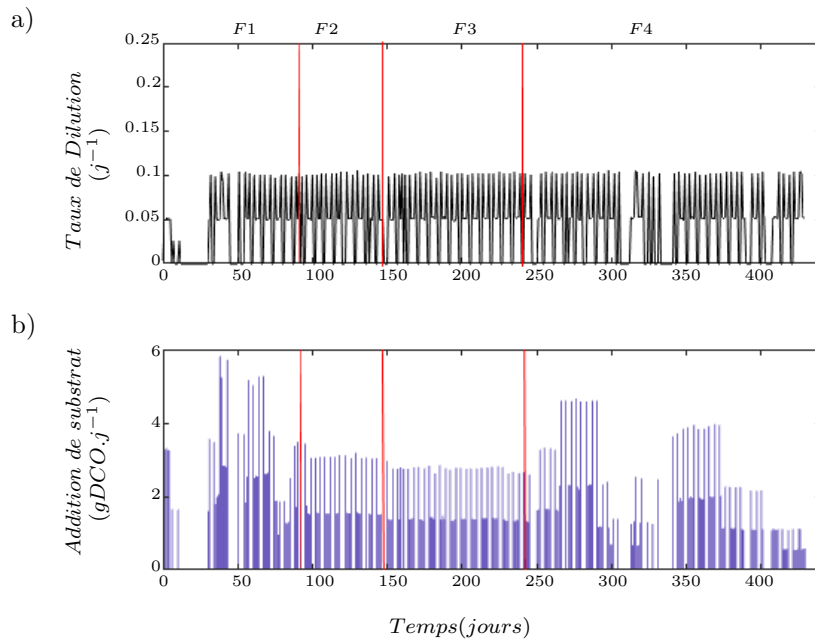 a)
F1 F2 F3 F4
0.25
0.2
0.15
0.1
0.05
0
Taux de Dilution
(j⁻¹)
0 50 100 150 200 250 300 350 400
b)
6
4
2
0
Addition de substrat
(gDCO.j⁻¹)
0 50 100 150 200 250 300 350 400
Temps(jours)